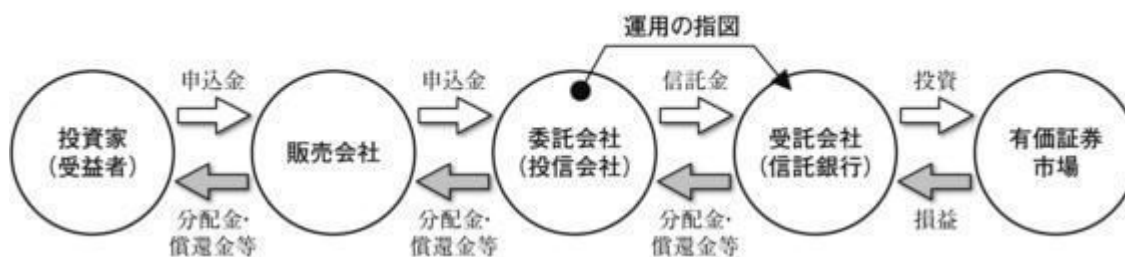 運用の指図
申込金
申込金
信託金
投資
投資家
(受益者)
販売会社
委託会社
(投信会社)
受託会社
(信託銀行)
有価証券
市場
分配金・
償還金等
分配金・
償還金等
分配金・
償還金等
損益